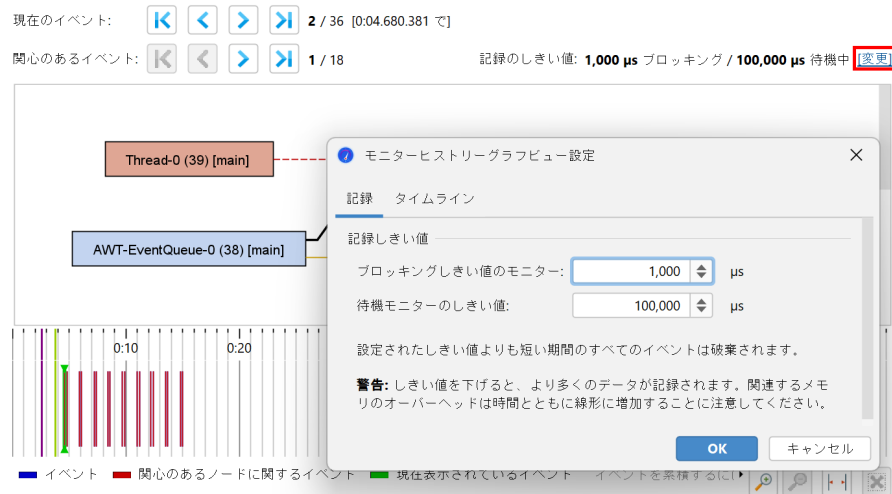 現在のイベント: 2 / 36 [0:04.680.381 で]
関心のあるイベント: 1 / 18 記録のしきい値: 1,000 µs ブロッキング / 100,000 µs 待機中 [変更]
Thread-0 (39) [main]
AWT-EventQueue-0 (38) [main]
モニターヒストリーグラフビュー設定
記録 タイムライン
記録しきい値
ブロッキングしきい値のモニター: 1,000 µs
待機モニターのしきい値: 100,000 µs
設定されたしきい値よりも短い期間のすべてのイベントは破棄されます。
警告: しきい値を下げると、より多くのデータが記録されます。関連するメモ
リのオーバーヘッドは時間とともに線形に増加することに注意してください。
OK キャンセル
0:10 0:20
イベント 関心のあるノードに関するイベント 現在表示されているイベント イベントを累積するに